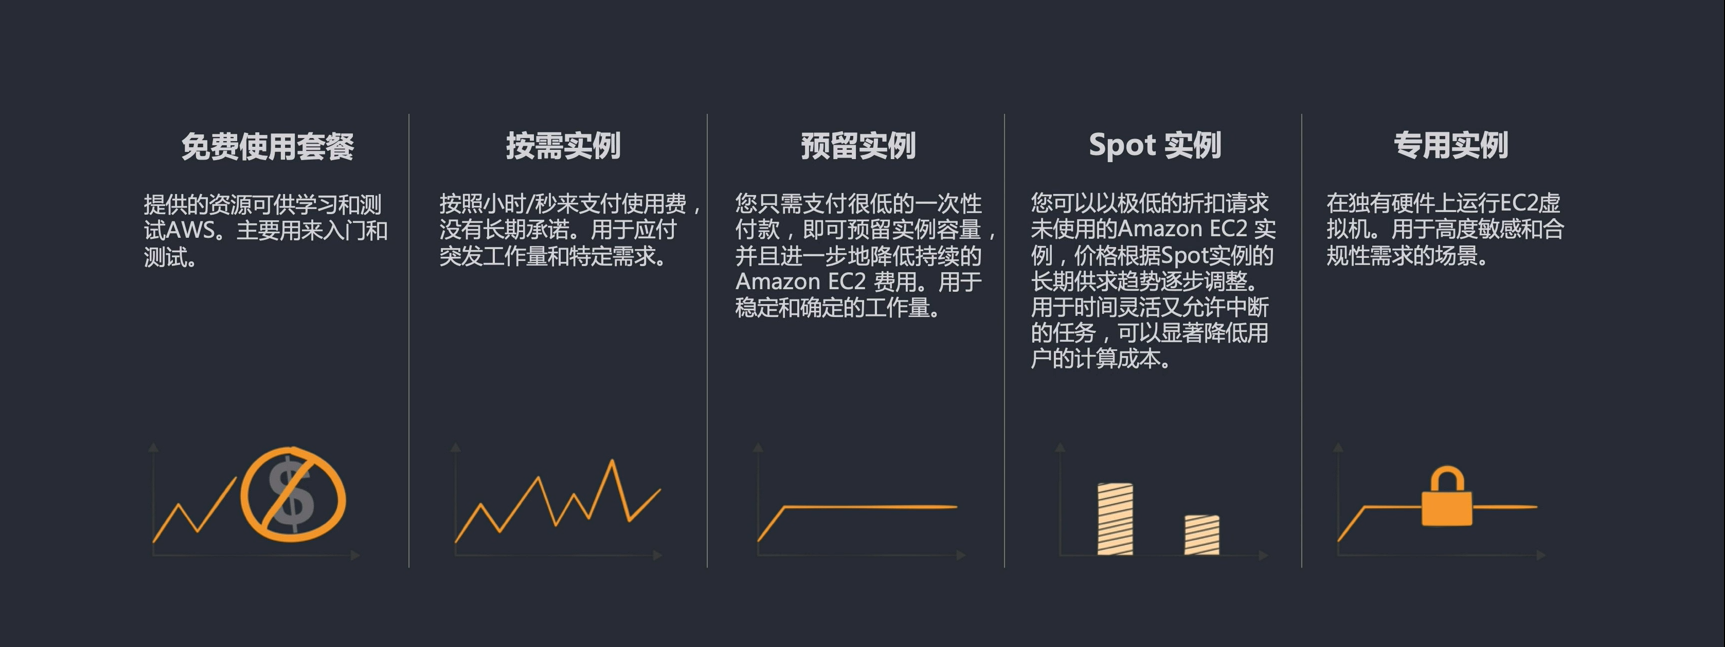 免费使用套餐
提供的资源可供学习和测
试AWS。主要用来入门和
测试。
按需实例
按照小时/秒来支付使用费，
没有长期承诺。用于应付
突发工作量和特定需求。
预留实例
您只需支付很低的一次性
付款，即可预留实例容量，
并且进一步地降低持续的
Amazon EC2 费用。用于
稳定和确定的工作量。
Spot 实例
您可以以极低的折扣请求
未使用的Amazon EC2 实
例，价格根据Spot实例的
长期供求趋势逐步调整。
用于时间灵活又允许中断
的任务，可以显著降低用
户的计算成本。
专用实例
在独有硬件上运行EC2虚
拟机。用于高度敏感和合
规性需求的场景。
$